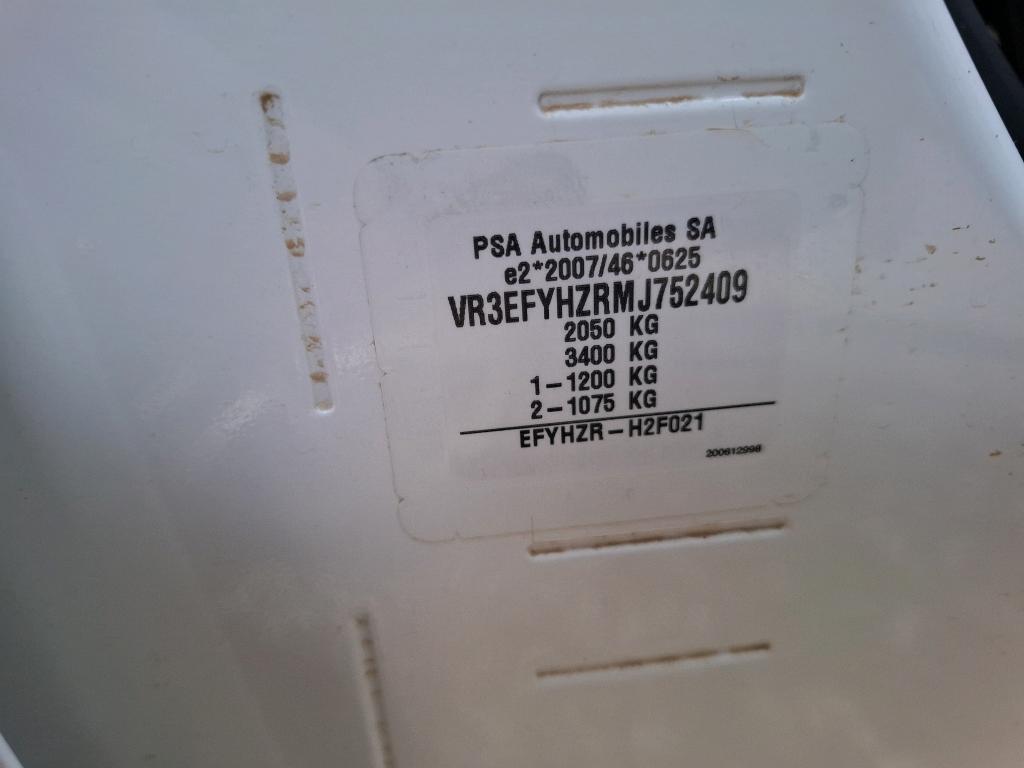 PSA Automobiles SA
e2*2007/46*0625
VR3EFYHZRMJ752409
2050 KG
3400 KG
1-1200 KG
2-1075 KG
EFYHZR-H2F021
200612998